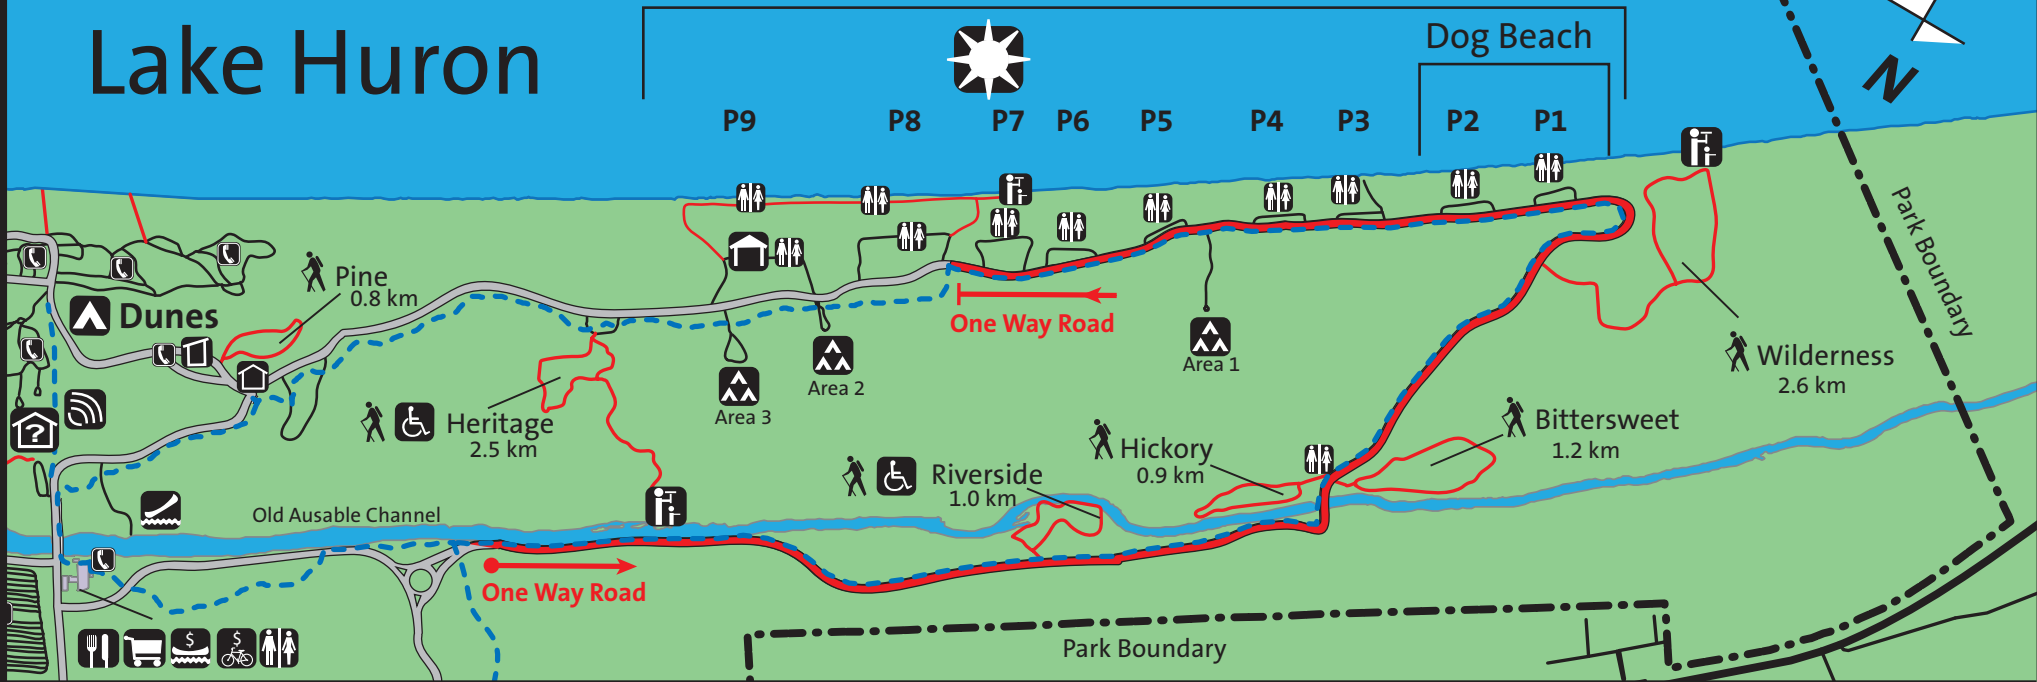 Lake Huron
Dog Beach
P9
P8
P7
P6
P5
P4
P3
P2
P1
N
Park Boundary
Pine
0.8 km
Dunes
One Way Road
Area 1
Area 2
Area 3
Wilderness
2.6 km
Heritage
2.5 km
Bittersweet
1.2 km
Hickory
0.9 km
Riverside
1.0 km
?
Old Ausable Channel
One Way Road
$
$
Park Boundary